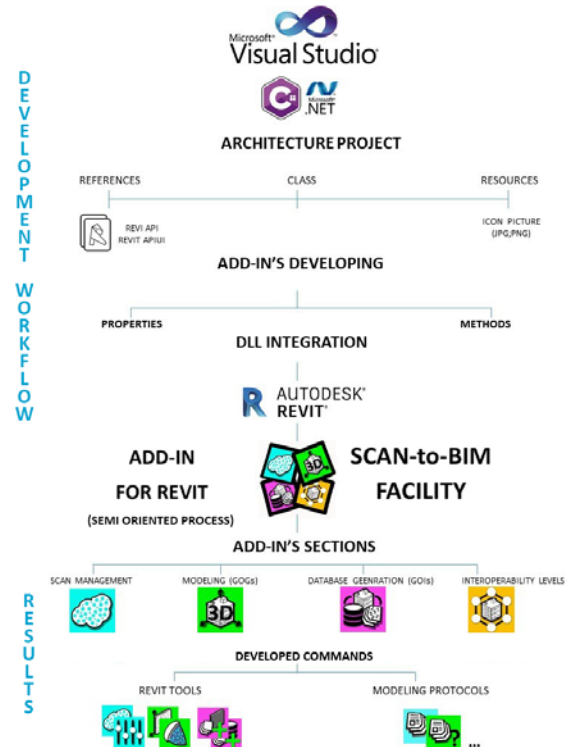 Microsoft®
Visual Studio®
C#
Microsoft®
.NET
ARCHITECTURE PROJECT
REFERENCES CLASS RESOURCES
REVI API
REVIT APIUI
ICON PICTURE
(JPG;PNG)
ADD-IN'S DEVELOPING
PROPERTIES METHODS
DLL INTEGRATION
R AUTODESK®
REVIT®
ADD-IN
FOR REVIT
(SEMI ORIENTED PROCESS)
3D
SCAN-to-BIM
FACILITY
ADD-IN'S SECTIONS
SCAN MANAGEMENT MODELING (GOGs) DATABASE GEENRATION (GOIs) INTEROPERABILITY LEVELS
3D
DEVELOPED COMMANDS
REVIT TOOLS MODELING PROTOCOLS
?
...
DEVELOPMENT WORKFLOW
RESULTS